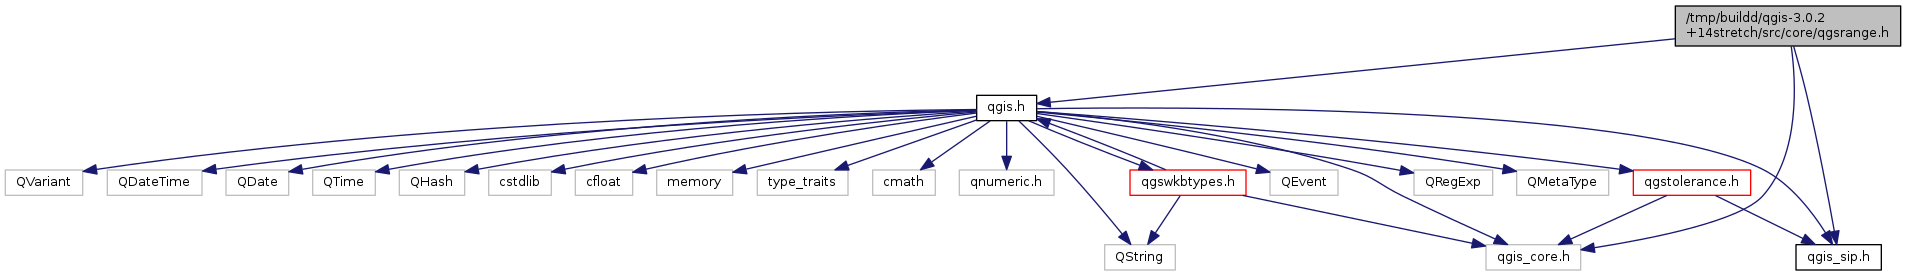 /tmp/buildd/qgis-3.0.2
+14stretch/src/core/qgsrange.h
qgis.h
QVariant
QDateTime
QDate
QTime
QHash
cstdlib
cfloat
memory
type_traits
cmath
qnumeric.h
qgswkbtypes.h
QEvent
QRegExp
QMetaType
qgstolerance.h
QString
qgis_core.h
qgis_sip.h